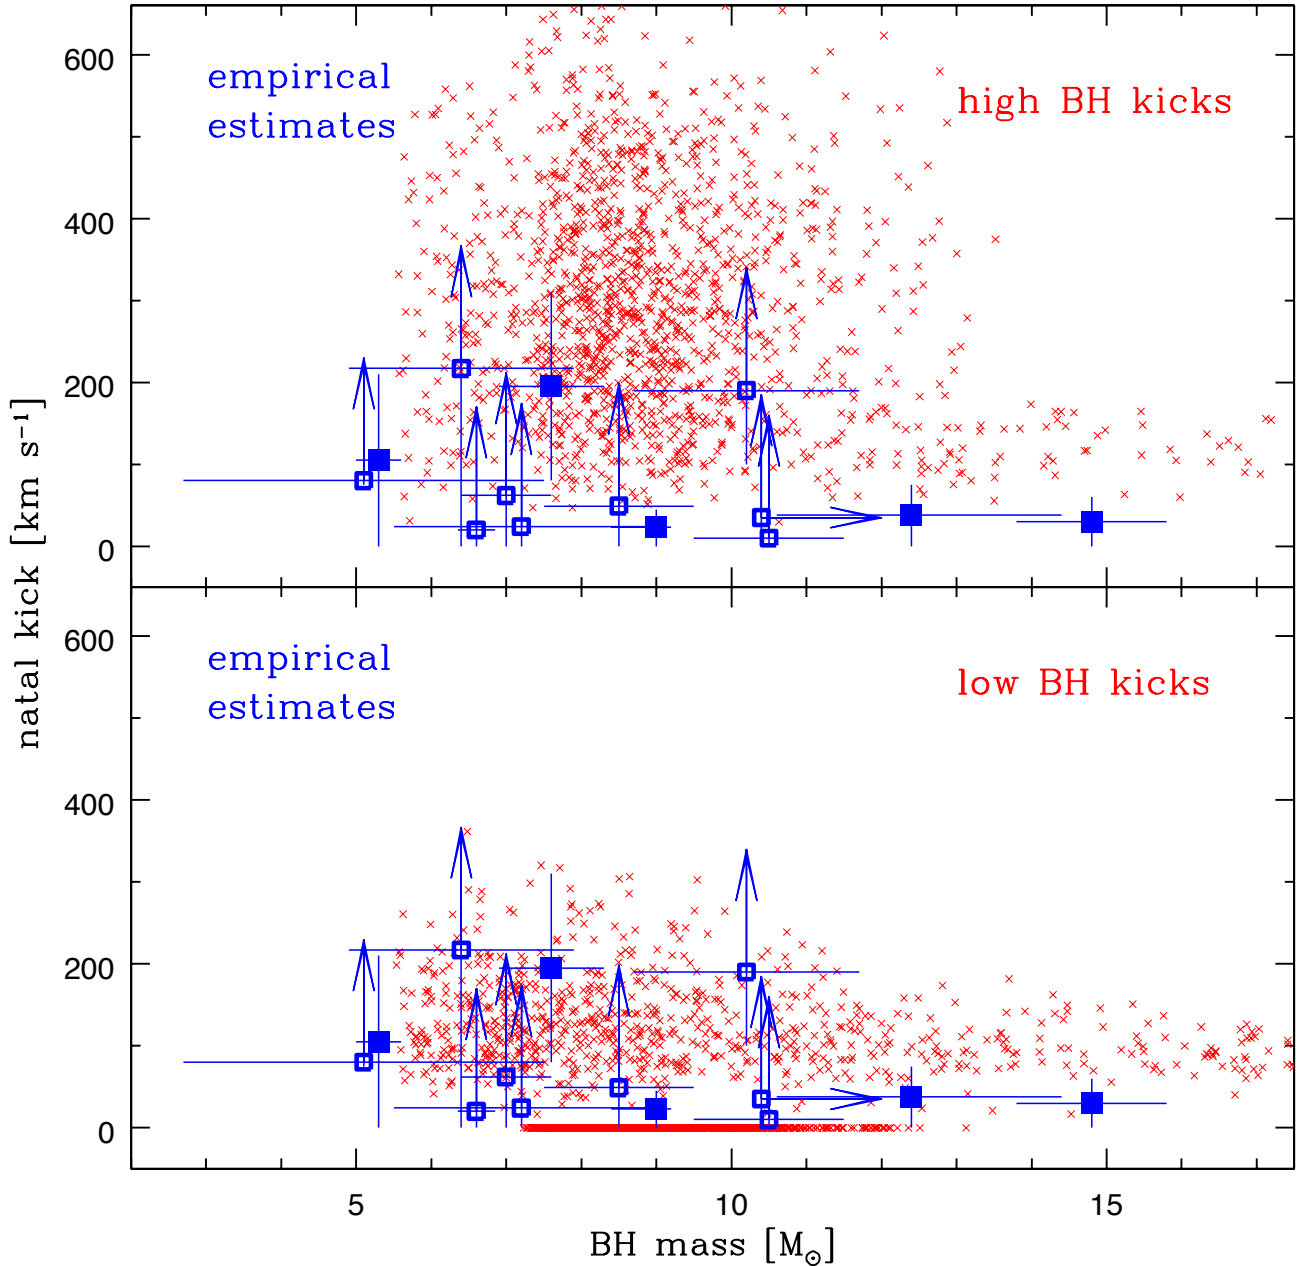 600
400
200
0
empirical
estimates
high BH kicks
natal kick [km s⁻¹]
600
400
200
0
empirical
estimates
low BH kicks
5 10 15
BH mass [M☉]